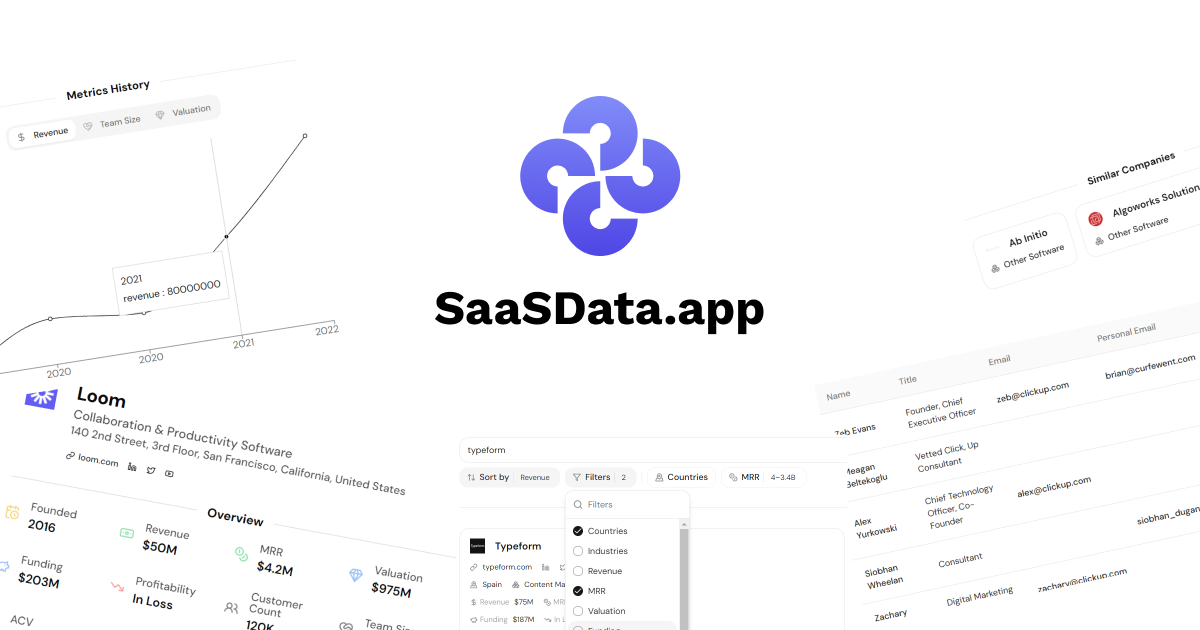 Metrics History
Revenue
Team Size
Valuation
2021
revenue : 80000000
2020
2020
2021
2022
SaaSData.app
Similar Companies
Ab Initio
Other Software
Algoworks Solution
Other Software
Loom
Collaboration & Productivity Software
140 2nd Street, 3rd Floor, San Francisco, California, United States
loom.com
Overview
Founded
2016
Revenue
$50M
MRR
$4.2M
Valuation
$975M
Funding
$203M
Profitability
In Loss
Customer
Count
120K
ACV
typeform
Sort by
Revenue
Filters
2
Countries
MRR
4–3.4B
Filters
Countries
Industries
Revenue
MRR
Valuation
Typeform
typeform.com
Spain
Content Ma
Revenue $75M
Funding $187M
Name
Title
Email
Personal Email
Zeb Evans
Founder, Chief
Executive Officer
zeb@clickup.com
brian@curfewent.com
Meagan
Beltekoglu
Vetted Click, Up
Consultant
Alex
Yurkowski
Chief Technology
Officer, Co-
Founder
alex@clickup.com
Siobhan
Wheelan
Consultant
siobhan_dugan
Zachary
Digital Marketing
zachary@clickup.com